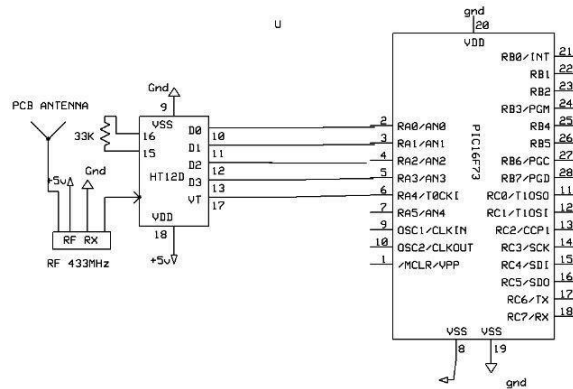 U
gnd
20
VDD
PCB ANTENNA
+5v
Gnd
RF RX
RF 433MHz
33K
16
15
Gnd
9
VSS
HT12D
VDD
18
+5v
D0
10
D1
11
D2
12
D3
13
VT
17
2 RA0/AN0
3 RA1/AN1
4 RA2/AN2
5 RA3/AN3
6 RA4/T0CKI
7 RA5/AN4
9 OSC1/CLKIN
10 OSC2/CLKOUT
1 /MCLR/VPP
PIC16F73
RB0/INT 21
RB1 22
RB2 23
RB3/PGM 24
RB4 25
RB5 26
RB6/PGC 27
RB7/PGD 28
RC0/T1OSO 11
RC1/T1OSI 12
RC2/CCP1 13
RC3/SCK 14
RC4/SDI 15
RC5/SDO 16
RC6/TX 17
RC7/RX 18
VSS VSS
8 19
gnd